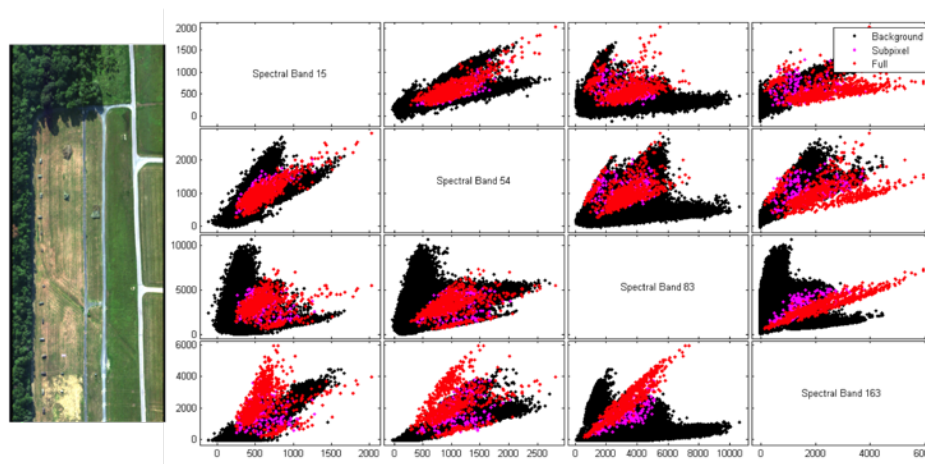 2000
1500
1000
500
0
Spectral Band 15
Background
Subpixel
Full
2000
1000
0
Spectral Band 54
10000
5000
0
Spectral Band 83
6000
4000
2000
0
Spectral Band 163
0 500 1000 1500 2000
0 500 1000 1500 2000 2500
0 2000 4000 6000 8000 10000
0 2000 4000